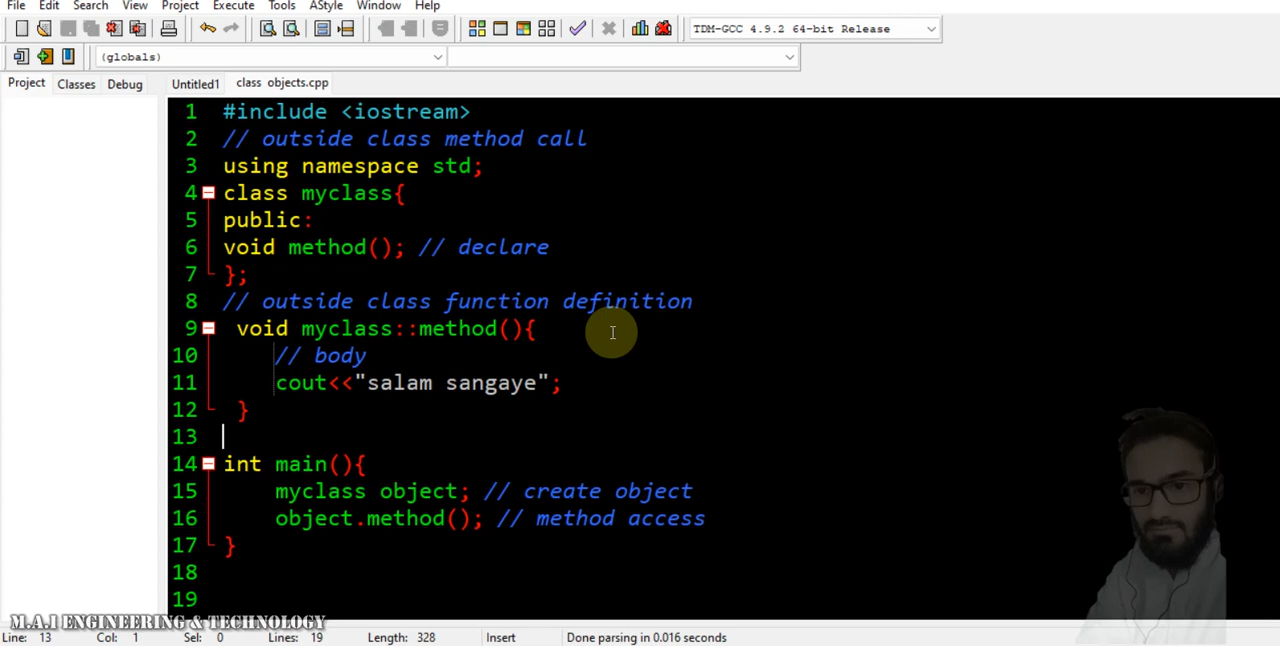 File Edit Search View Project Execute Tools AStyle Window Help
TDM-GCC 4.9.2 64-bit Release
(globals)
Project Classes Debug Untitled1 class objects.cpp
1 #include <iostream>
2 // outside class method call
3 using namespace std;
4 class myclass{
5 public:
6 void method(); // declare
7 };
8 // outside class function definition
9 void myclass::method(){
10 // body
11 cout<<"salam sangaye";
12 }
13
14 int main(){
15 myclass object; // create object
16 object.method(); // method access
17 }
18
19
M.A.I ENGINEERING & TECHNOLOGY
Line: 13 Col: 1 Sel: 0 Lines: 19 Length: 328 Insert Done parsing in 0.016 seconds